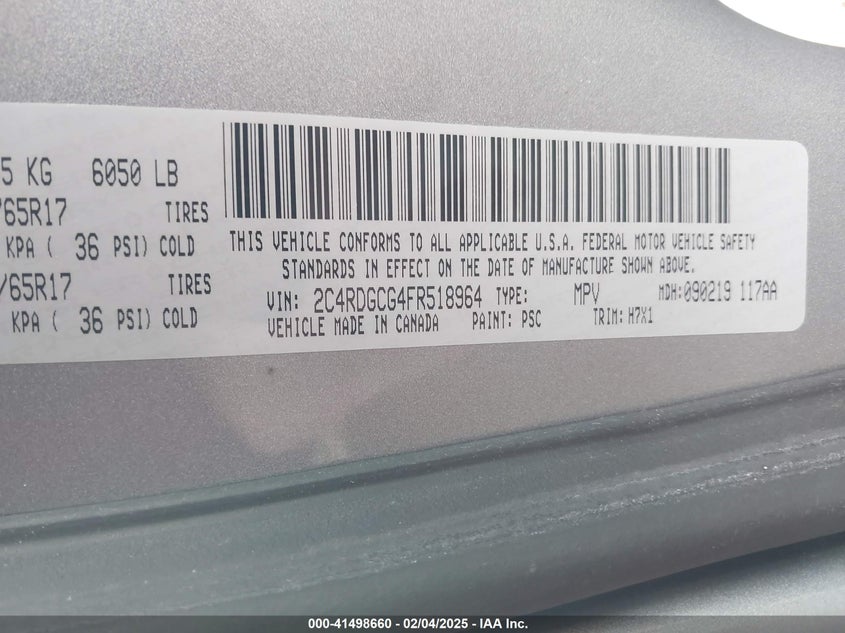 5 KG 6050 LB
/65R17 TIRES
KPA ( 36 PSI) COLD
/65R17 TIRES
KPA ( 36 PSI) COLD
THIS VEHICLE CONFORMS TO ALL APPLICABLE U.S.A. FEDERAL MOTOR VEHICLE SAFETY
STANDARDS IN EFFECT ON THE DATE OF MANUFACTURE SHOWN ABOVE.
VIN: 2C4RDGCG4FR518964 TYPE: MPV MDH:090219 117AA
VEHICLE MADE IN CANADA PAINT: PSC TRIM: H7X1
000-41498660 - 02/04/2025 - IAAI Inc.